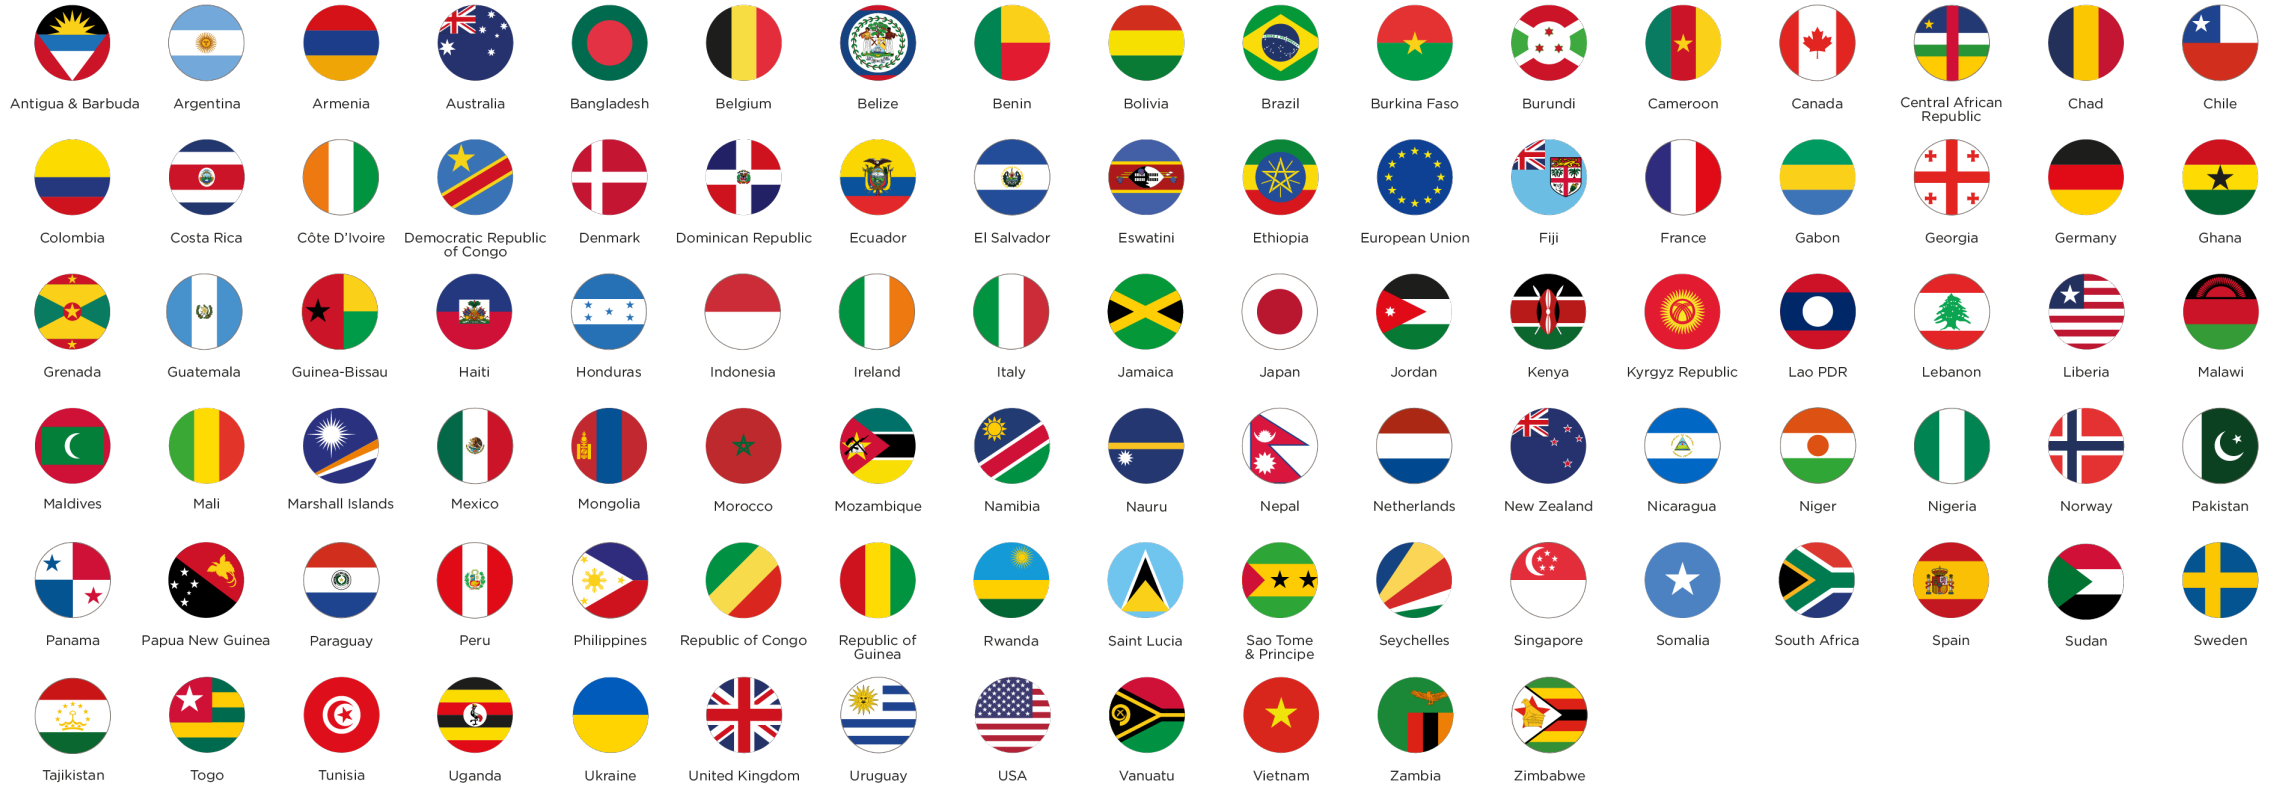 Antigua & Barbuda
Argentina
Armenia
Australia
Bangladesh
Belgium
Belize
Benin
Bolivia
Brazil
Burkina Faso
Burundi
Cameroon
Canada
Central African
Republic
Chad
Chile
Colombia
Costa Rica
Côte D'Ivoire
Democratic Republic
of Congo
Denmark
Dominican Republic
Ecuador
El Salvador
Eswatini
Ethiopia
European Union
Fiji
France
Gabon
Georgia
Germany
Ghana
Grenada
Guatemala
Guinea-Bissau
Haiti
Honduras
Indonesia
Ireland
Italy
Jamaica
Japan
Jordan
Kenya
Kyrgyz Republic
Lao PDR
Lebanon
Liberia
Malawi
Maldives
Mali
Marshall Islands
Mexico
Mongolia
Morocco
Mozambique
Namibia
Nauru
Nepal
Netherlands
New Zealand
Nicaragua
Niger
Nigeria
Norway
Pakistan
Panama
Papua New Guinea
Paraguay
Peru
Philippines
Republic of Congo
Republic of
Guinea
Rwanda
Saint Lucia
Sao Tome
& Principe
Seychelles
Singapore
Somalia
South Africa
Spain
Sudan
Sweden
Tajikistan
Togo
Tunisia
Uganda
Ukraine
United Kingdom
Uruguay
USA
Vanuatu
Vietnam
Zambia
Zimbabwe